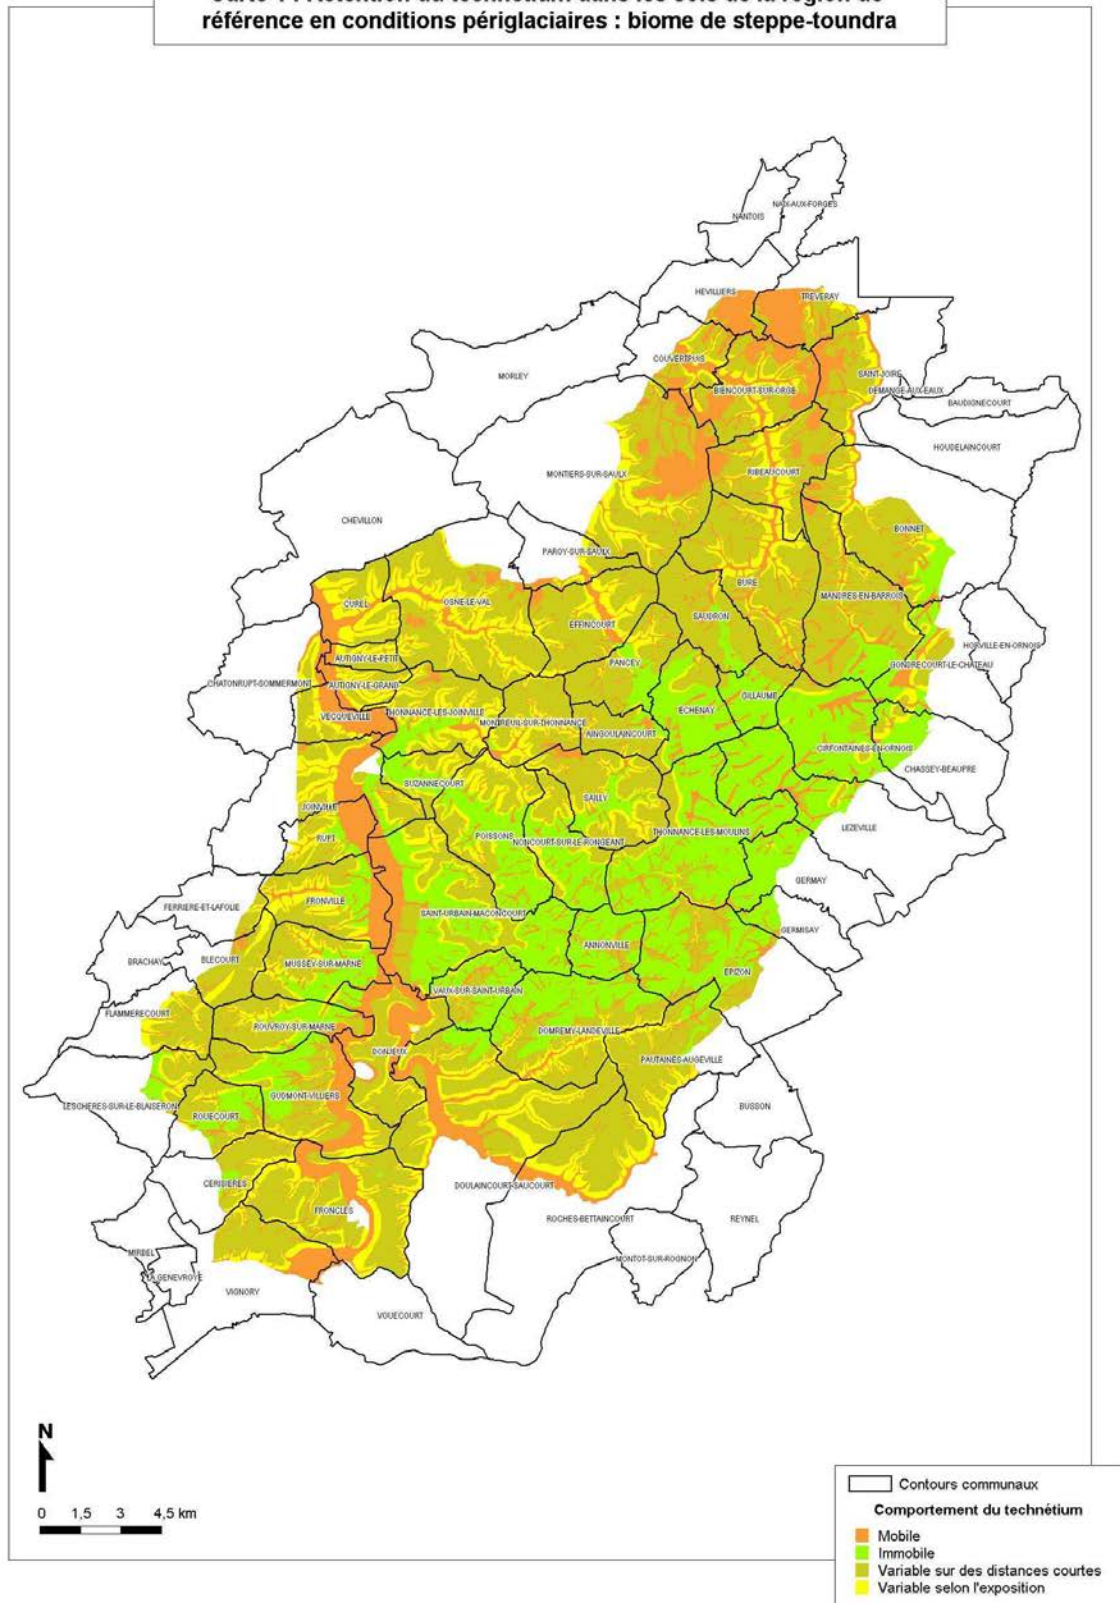 référence en conditions périglaciaires : biome de steppe-toundra
NAIX-AUX-FORGES
NANTOIS
HEVILLIERS
TREVERAY
COUVERTPUIS
MORLEY
SAINT-JOIRE
DEMANGE-AUX-EAUX
BIENCOURT-SUR-ORGE
BAUDIGNECOURT
HOUDELAINCOURT
MONTIERS-SUR-SAULX
RIBEAUCOURT
CHEVILLON
BONNET
PAROY-SUR-SAULX
BURE
MANDRES-EN-BARROIS
CUREL
OSNE-LE-VAL
EFFINCOURT
SAUDRON
HORVILLE-EN-ORNOIS
AUTIGNY-LE-PETIT
PANCEY
GONDRECOURT-LE-CHATEAU
CHATONRUPT-SOMMERMONT
AUTIGNY-LE-GRAND
GILLAUME
ECHENAY
VECQUEVILLE
THONNANCE-LES-JOINVILLE
MONTREUIL-SUR-THONNANCE
AINGOULAINCOURT
CIRFONTAINES-EN-ORNOIS
CHASSEY-BEAUPRE
SUZANNECOURT
SAILLY
JOINVILLE
LEZEVILLE
RUPT
POISSONS
NONCOURT-SUR-LE-RONGEANT
THONNANCE-LES-MOULINS
GERMAY
FERRIERE-ET-LAFOLIE
FRONVILLE
SAINT-URBAIN-MACONCOURT
GERMISAY
BRACHAY
BLECOURT
MUSSEY-SUR-MARNE
ANNONVILLE
EPIZON
VAUX-SUR-SAINT-URBAIN
FLAMMERECOURT
ROUVROY-SUR-MARNE
DOMREMY-LANDEVILLE
DONJEUX
PAUTAINES-AUGEVILLE
LESCHERES-SUR-LE-BLAISERON
GUDMONT-VILLIERS
ROUECOURT
BUSSON
CERISIERES
DOULAINCOURT-SAUCOURT
FRONCLES
ROCHES-BETTAINCOURT
REYNEL
MIRBEL
MONTOT-SUR-ROGNON
LA GENEVROYE
VIGNORY
VOUECOURT
N
0 1,5 3 4,5 km
Contours communaux
Comportement du technétium
Mobile
Immobile
Variable sur des distances courtes
Variable selon l'exposition